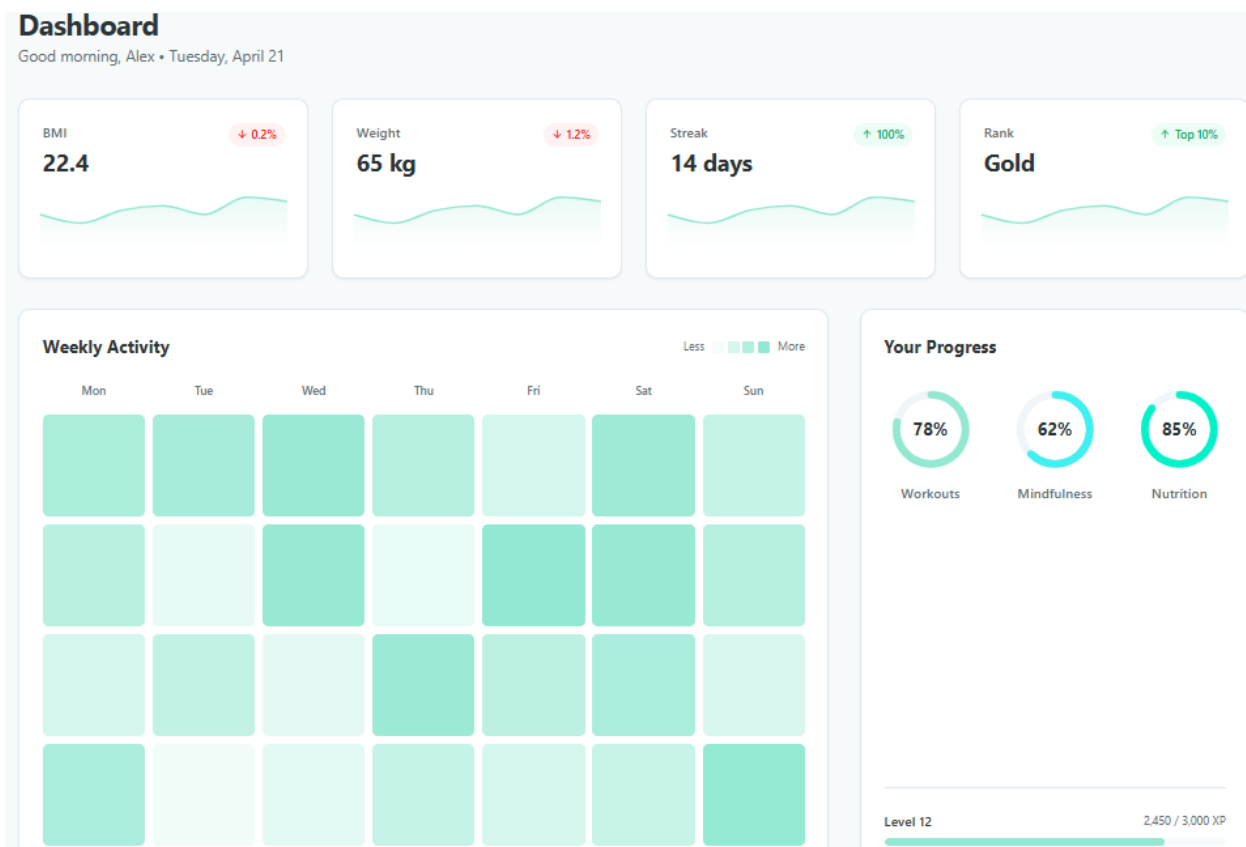 Dashboard
Good morning, Alex • Tuesday, April 21
BMI
↓ 0.2%
22.4
Weight
↓ 1.2%
65 kg
Streak
↑ 100%
14 days
Rank
↑ Top 10%
Gold
Weekly Activity
Less More
Mon Tue Wed Thu Fri Sat Sun
Your Progress
78% 62% 85%
Workouts Mindfulness Nutrition
Level 12 2,450 / 3,000 XP